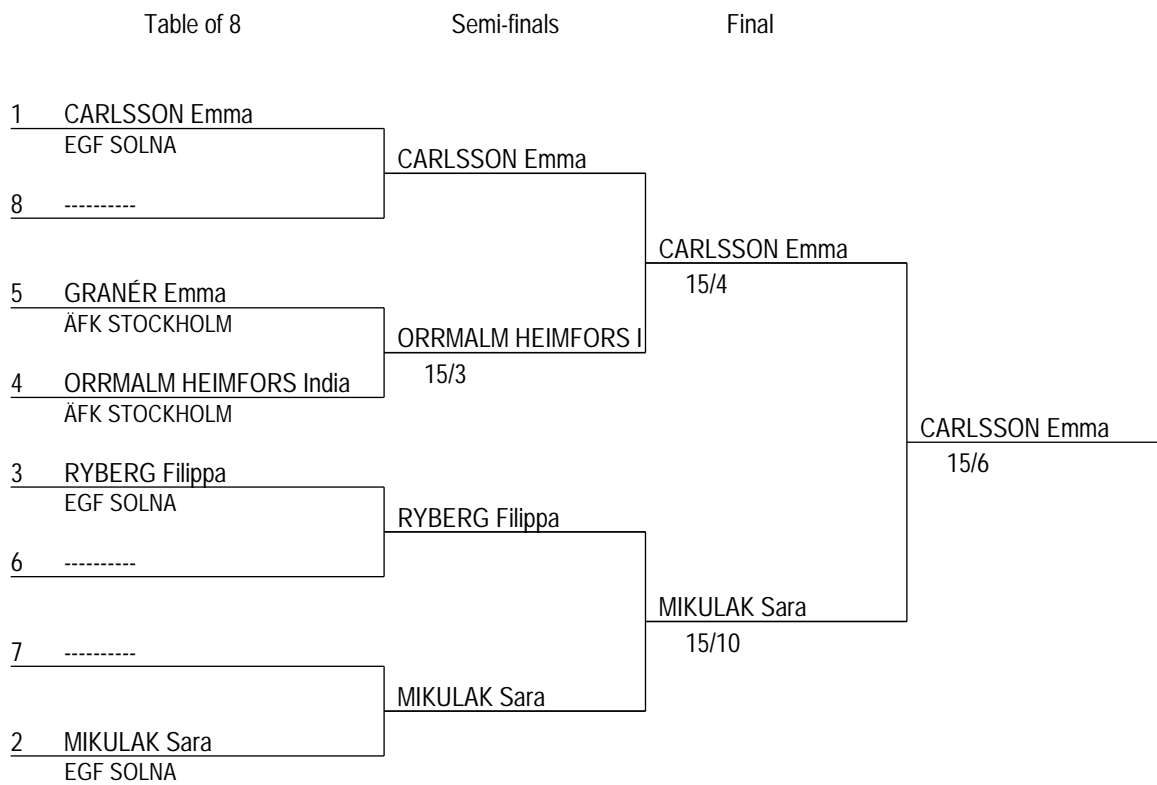 Table of 8 Semi-finals Final
1 CARLSSON Emma
EGF SOLNA
CARLSSON Emma
8 ----------
CARLSSON Emma
15/4
5 GRANÉR Emma
ÄFK STOCKHOLM
ORRMALM HEIMFORS I
15/3
4 ORRMALM HEIMFORS India
ÄFK STOCKHOLM
CARLSSON Emma
15/6
3 RYBERG Filippa
EGF SOLNA
RYBERG Filippa
6 ----------
MIKULAK Sara
15/10
7 ----------
MIKULAK Sara
2 MIKULAK Sara
EGF SOLNA